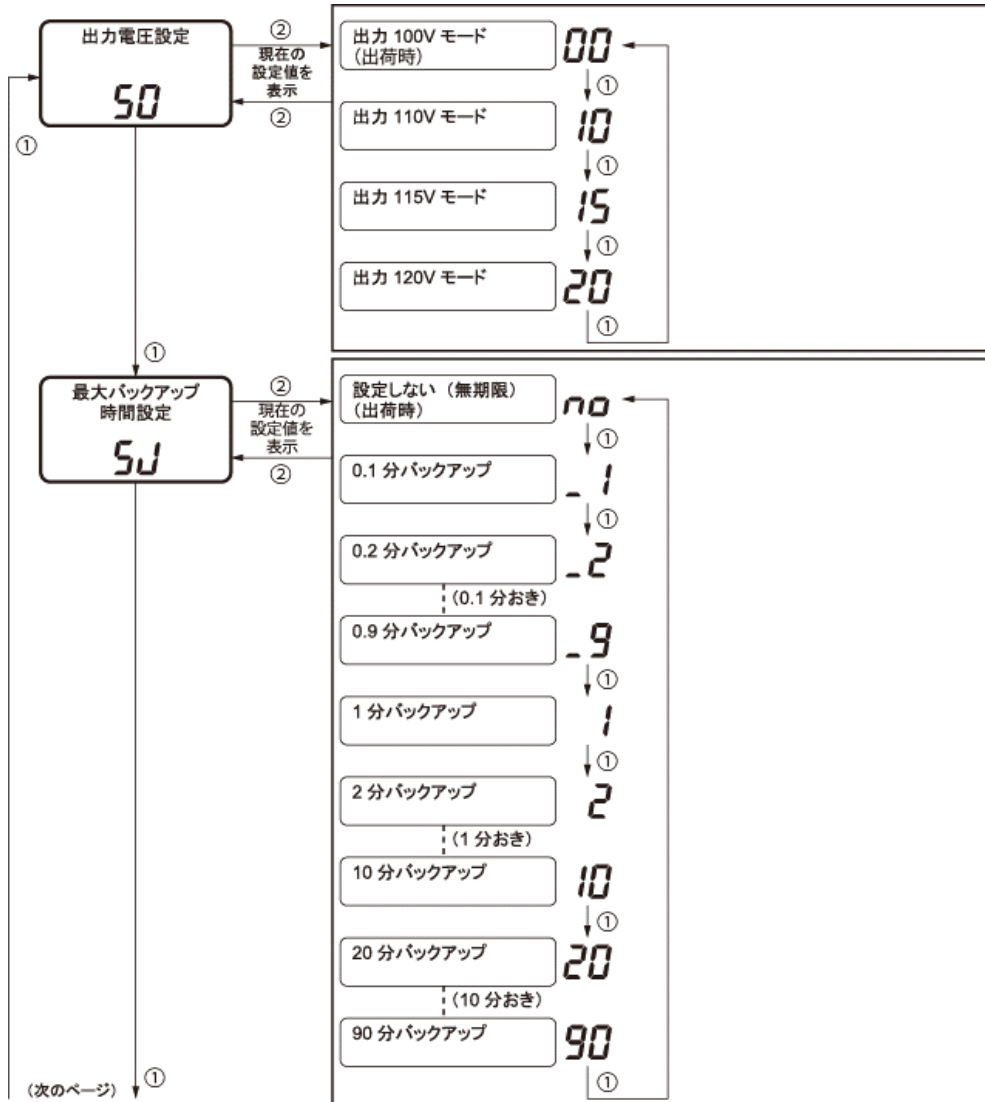 出力電圧設定
50
②
現在の
設定値を
表示
②
①
出力 100V モード
(出荷時)
00
①
出力 110V モード
10
①
出力 115V モード
15
①
出力 120V モード
20
①
①
最大バックアップ
時間設定
5J
②
現在の
設定値を
表示
②
設定しない (無期限)
(出荷時)
no
①
0.1 分バックアップ
_1
①
0.2 分バックアップ
_2
(0.1 分おき)
0.9 分バックアップ
_9
①
1 分バックアップ
1
①
2 分バックアップ
2
(1 分おき)
10 分バックアップ
10
①
20 分バックアップ
20
(10 分おき)
90 分バックアップ
90
①
(次のページ)
①